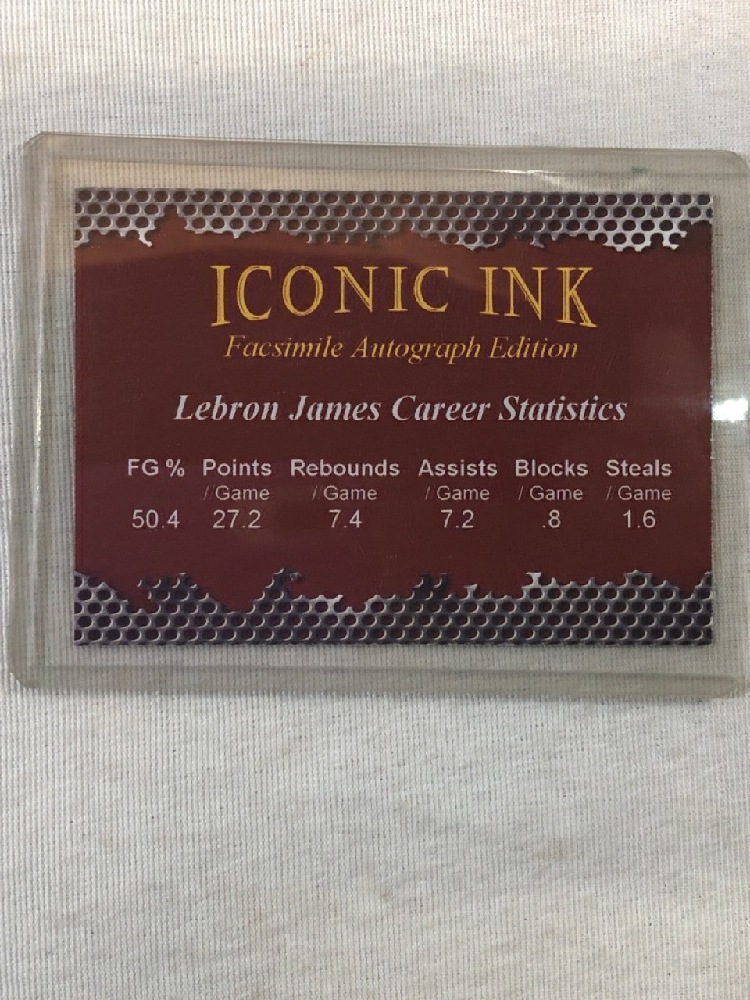 ICONIC INK
Facsimile Autograph Edition
Lebron James Career Statistics
FG % Points Rebounds Assists Blocks Steals
/ Game / Game / Game / Game / Game
50.4 27.2 7.4 7.2 .8 1.6